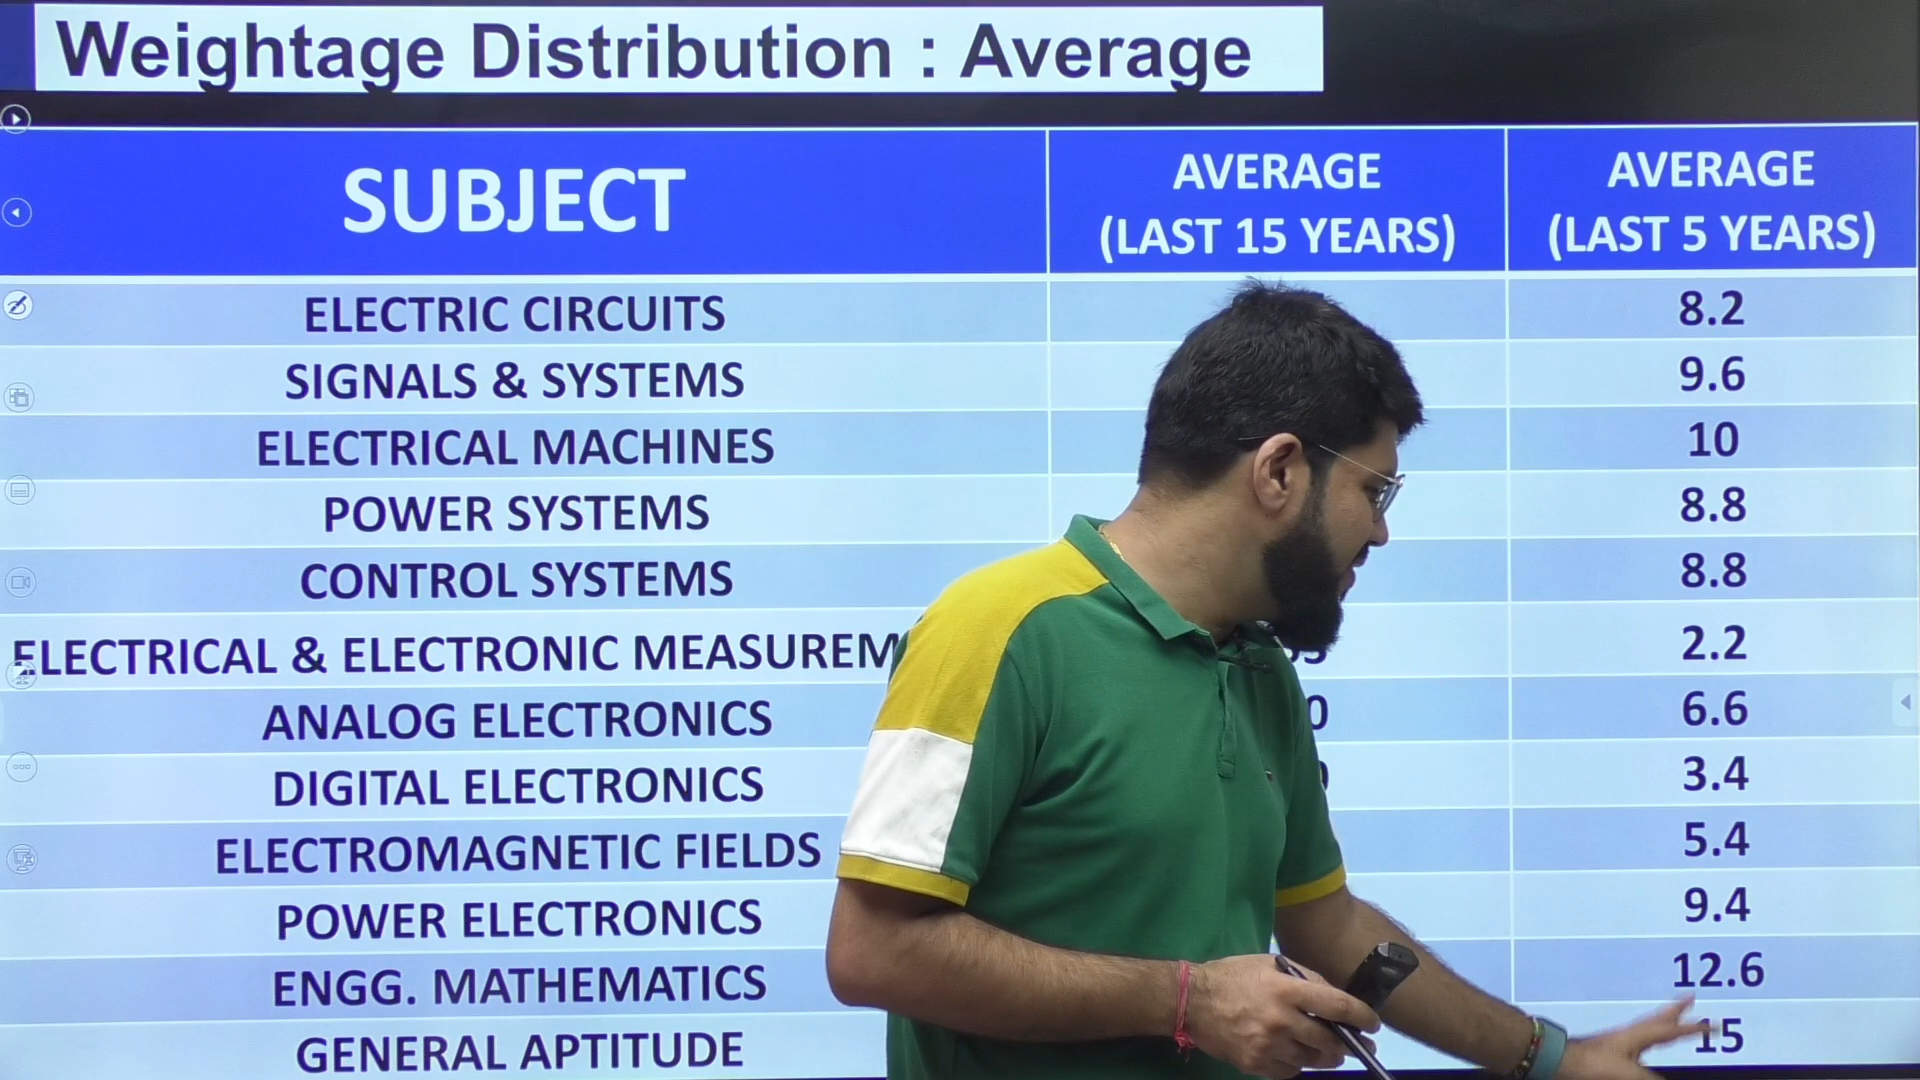 Weightage Distribution : Average
SUBJECT
AVERAGE
(LAST 15 YEARS)
AVERAGE
(LAST 5 YEARS)
ELECTRIC CIRCUITS 8.2
SIGNALS & SYSTEMS 9.6
ELECTRICAL MACHINES 10
POWER SYSTEMS 8.8
CONTROL SYSTEMS 8.8
ELECTRICAL & ELECTRONIC 2.2
ANALOG ELECTRONICS 6.6
DIGITAL ELECTRONICS 3.4
ELECTROMAGNETIC FIELDS 5.4
POWER ELECTRONICS 9.4
ENGG. MATHEMATICS 12.6
GENERAL APTITUDE 15